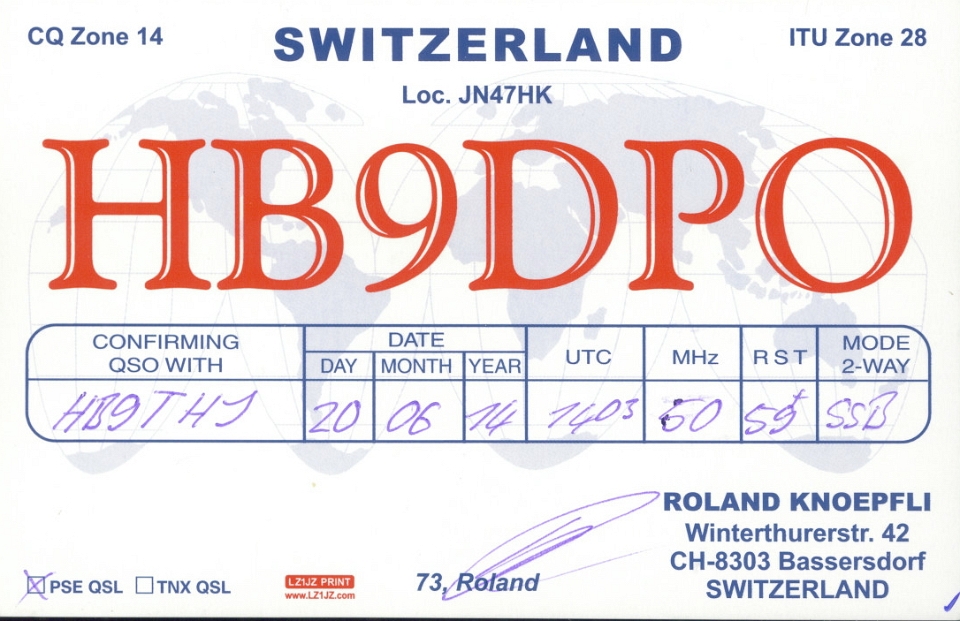 CQ Zone 14
SWITZERLAND
ITU Zone 28
Loc. JN47HK
HB9DPO
CONFIRMING QSO WITH
DATE
DAY MONTH YEAR
UTC
MHz
RST
MODE 2-WAY
HB9THJ 20 06 14 1403 50 59+ SSB
ROLAND KNOEPFLI
Winterthurerstr. 42
CH-8303 Bassersdorf
SWITZERLAND
PSE QSL TNX QSL
LZ1JZ PRINT
www.LZ1JZ.com
73, Roland